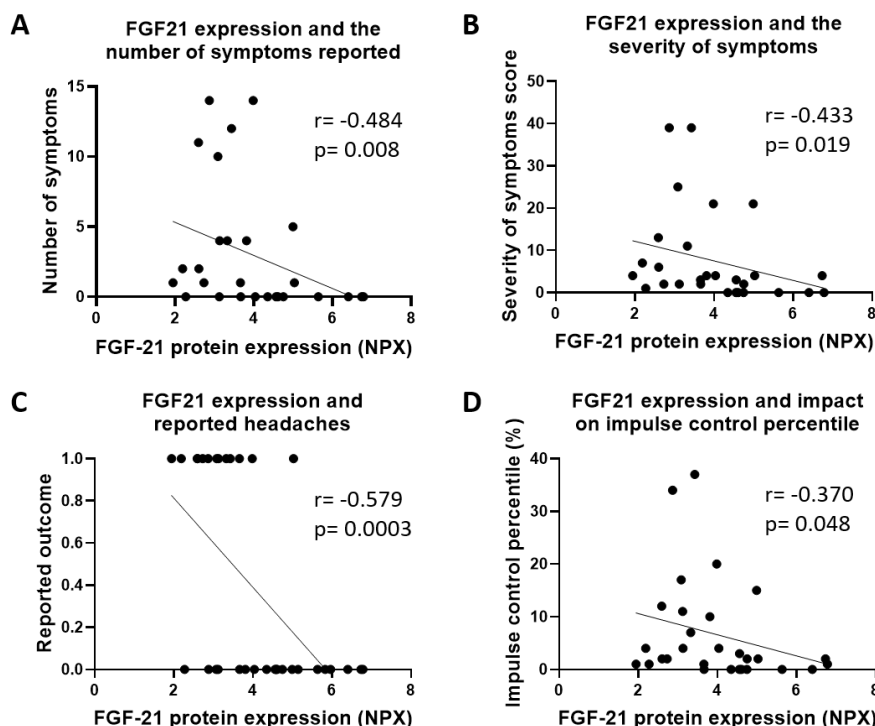 A
FGF21 expression and the
number of symptoms reported
Number of symptoms
15
10
5
0
r= -0.484
p= 0.008
0 2 4 6 8
FGF-21 protein expression (NPX)
B
FGF21 expression and the
severity of symptoms
Severity of symptoms score
50
40
30
20
10
0
r= -0.433
p= 0.019
0 2 4 6 8
FGF-21 protein expression (NPX)
C
FGF21 expression and
reported headaches
Reported outcome
1.0
0.8
0.6
0.4
0.2
0.0
r= -0.579
p= 0.0003
0 2 4 6 8
FGF-21 protein expression (NPX)
D
FGF21 expression and impact
on impulse control percentile
Impulse control percentile (%)
40
30
20
10
0
r= -0.370
p= 0.048
0 2 4 6 8
FGF-21 protein expression (NPX)